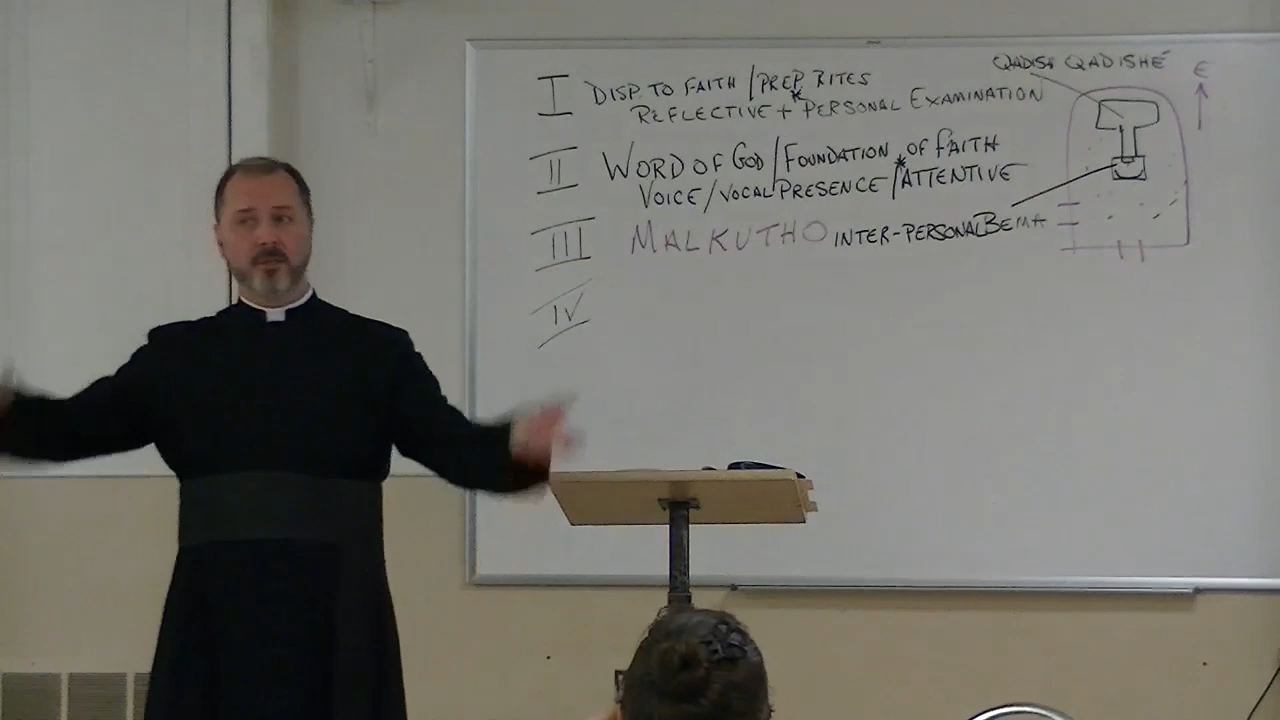 QADISH QADISHÉ
E
I DISP. TO FAITH / PREP RITES
REFLECTIVE + *PERSONAL EXAMINATION
II WORD OF GOD / FOUNDATION OF FAITH
VOICE / VOCAL PRESENCE / *ATTENTIVE
III MALKUTHO INTER-PERSONAL BEMA
IV